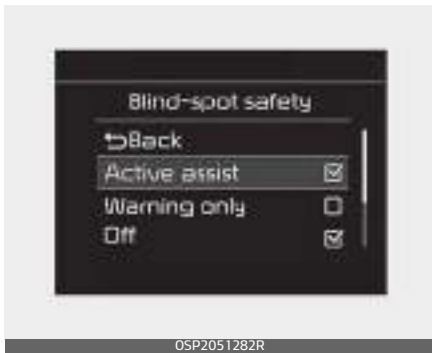 Blind-spot safety
Back
Active assist
Warning only
Off
OSP2051282R